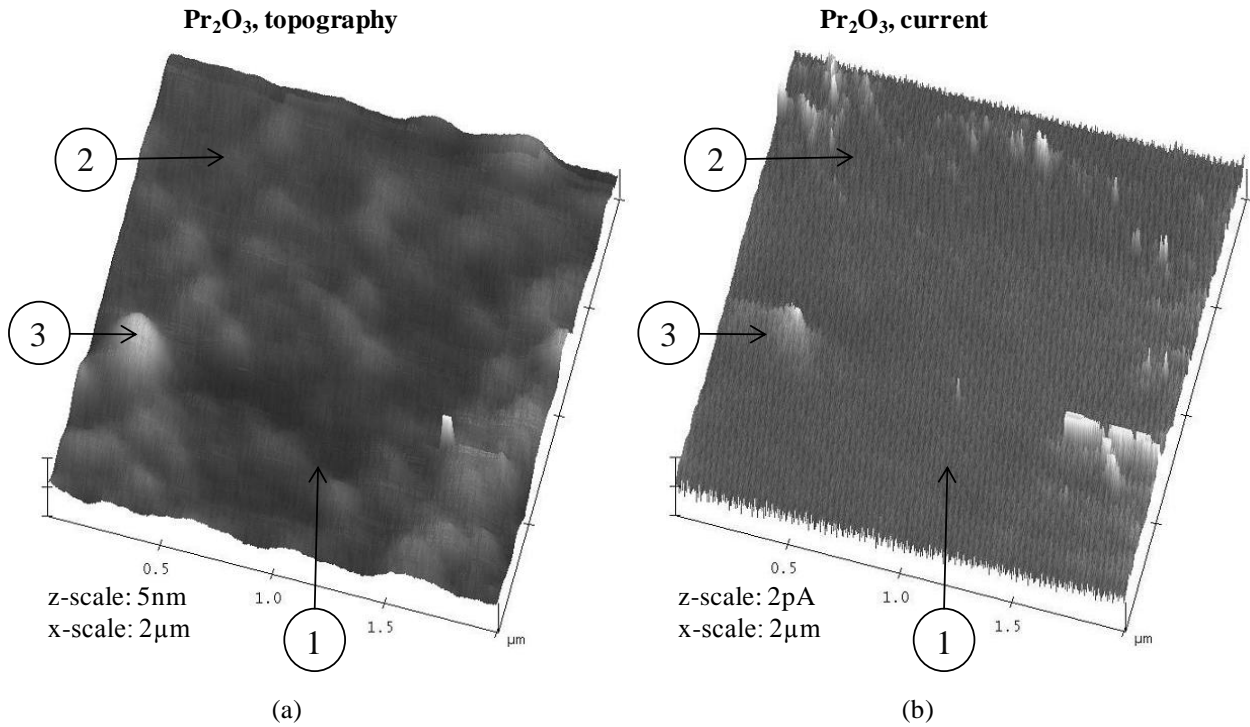 Pr₂O₃, topography
2
3
0.5
1.0
1.5
µm
z-scale: 5nm
x-scale: 2µm
1
(a)
Pr₂O₃, current
2
3
0.5
1.0
1.5
µm
z-scale: 2pA
x-scale: 2µm
1
(b)